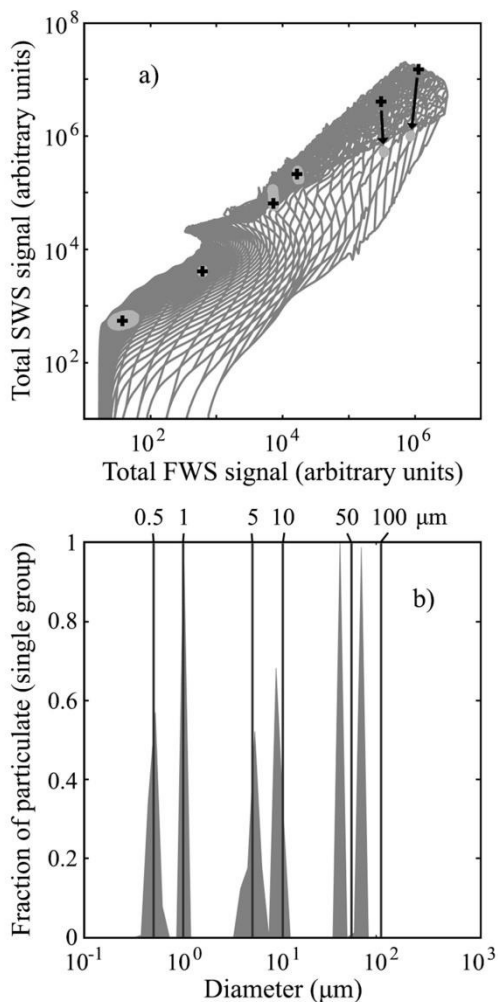 10^8
a)
10^6
10^4
10^2
Total SWS signal (arbitrary units)
10^2 10^4 10^6
Total FWS signal (arbitrary units)
0.5 1 5 10 50 100 μm
1
b)
0.8
0.6
0.4
0.2
0
Fraction of particulate (single group)
10^-1 10^0 10^1 10^2 10^3
Diameter (μm)